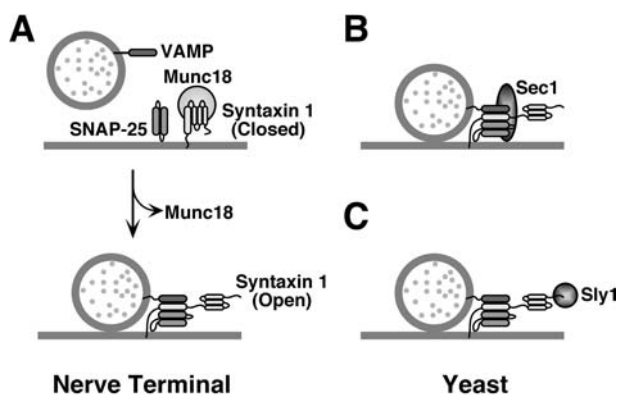 A
VAMP
Munc18
SNAP-25
Syntaxin 1
(Closed)
Munc18
Syntaxin 1
(Open)
Nerve Terminal
B
Sec1
C
Sly1
Yeast